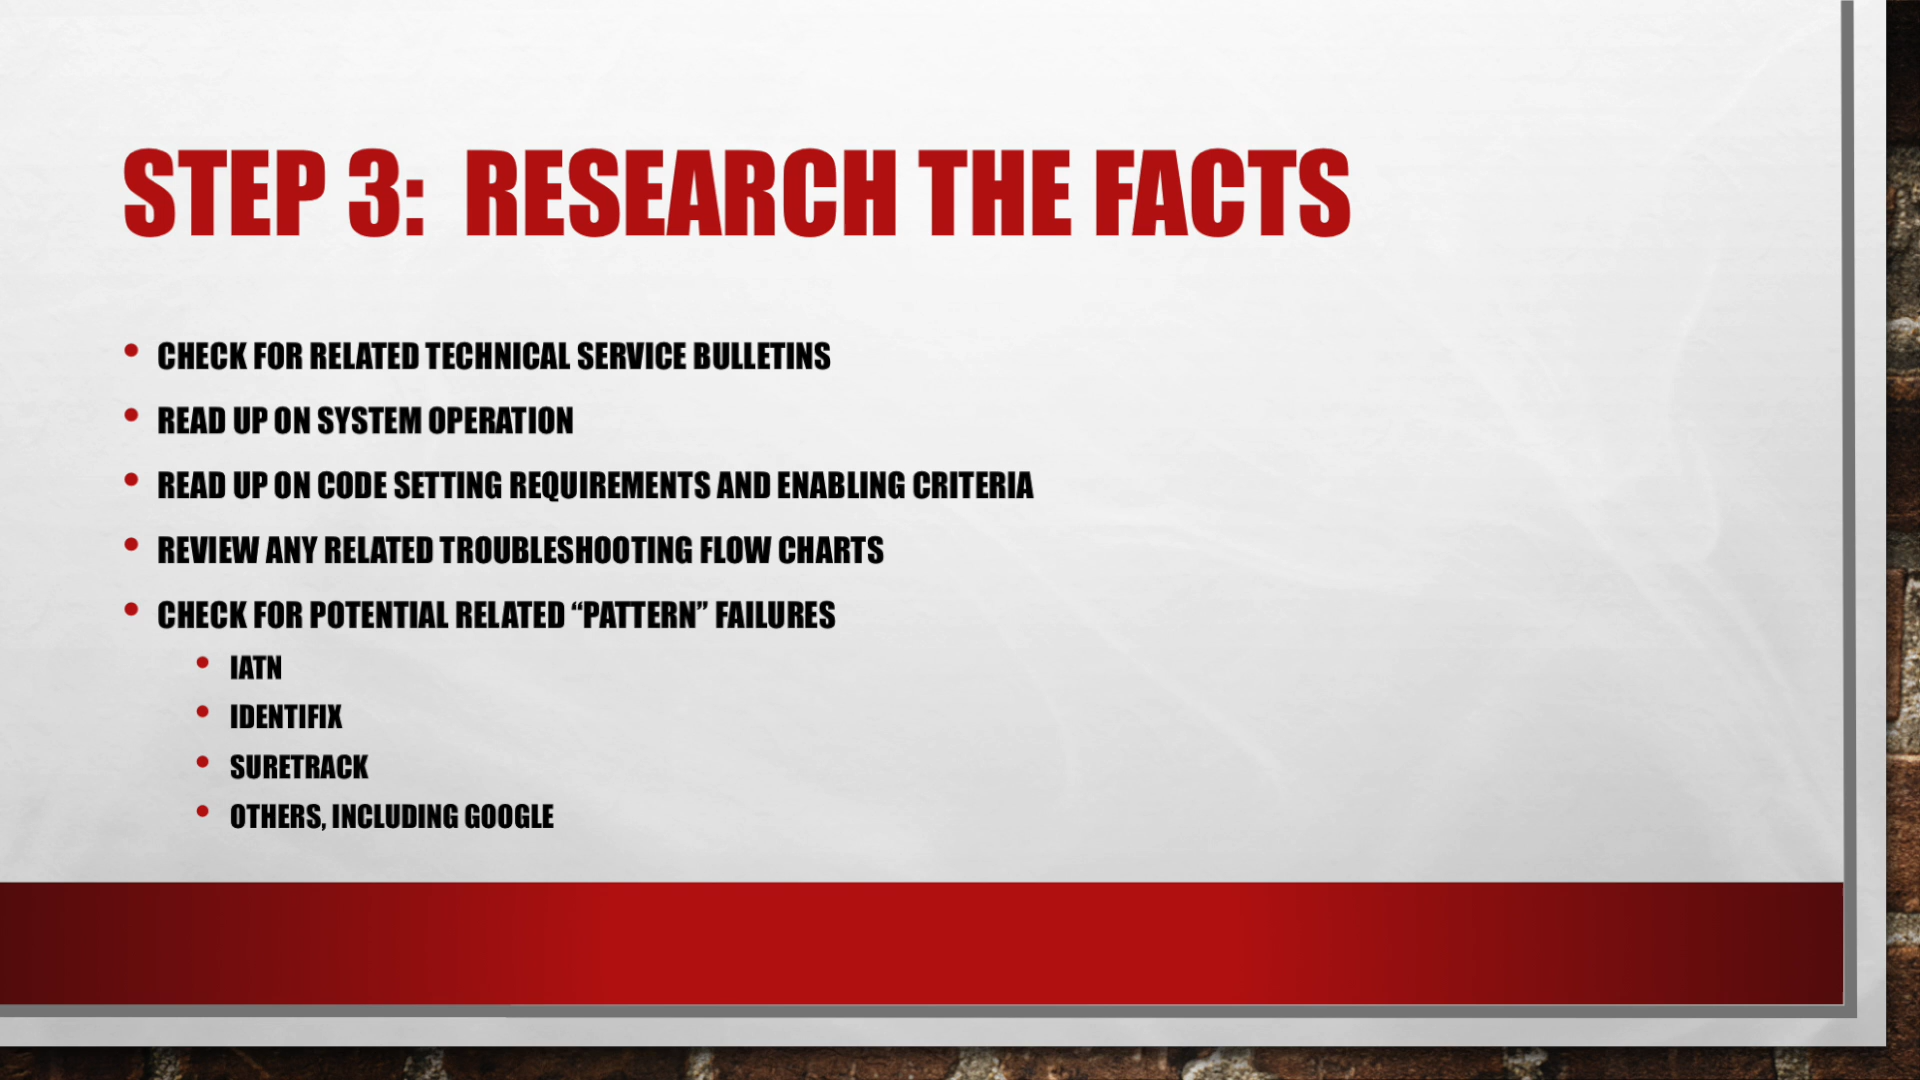 STEP 3: RESEARCH THE FACTS
• CHECK FOR RELATED TECHNICAL SERVICE BULLETINS
• READ UP ON SYSTEM OPERATION
• READ UP ON CODE SETTING REQUIREMENTS AND ENABLING CRITERIA
• REVIEW ANY RELATED TROUBLESHOOTING FLOW CHARTS
• CHECK FOR POTENTIAL RELATED “PATTERN” FAILURES
• IATN
• IDENTIFIX
• SURETRACK
• OTHERS, INCLUDING GOOGLE